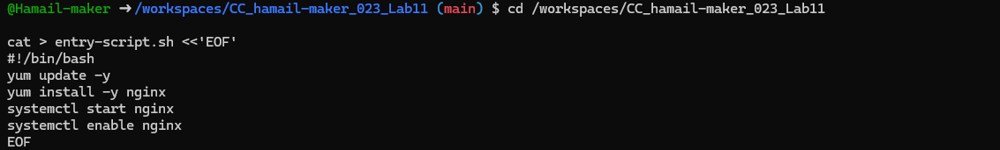 @Hamail-maker ➜ /workspaces/CC_hamail-maker_023_Lab11 (main) $ cd /workspaces/CC_hamail-maker_023_Lab11
cat > entry-script.sh <<'EOF'
#!/bin/bash
yum update -y
yum install -y nginx
systemctl start nginx
systemctl enable nginx
EOF